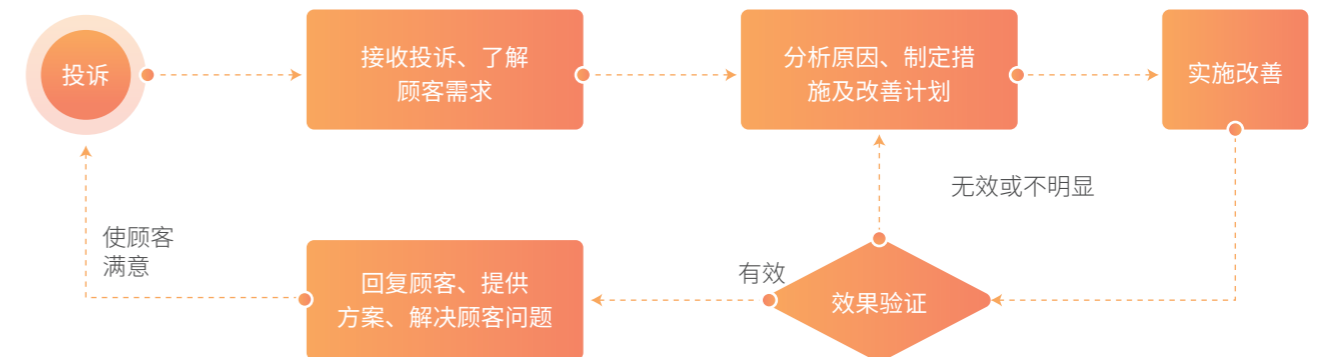 投诉
接收投诉、了解
顾客需求
分析原因、制定措
施及改善计划
实施改善
无效或不明显
使顾客
满意
回复顾客、提供
方案、解决顾客问题
有效
效果验证